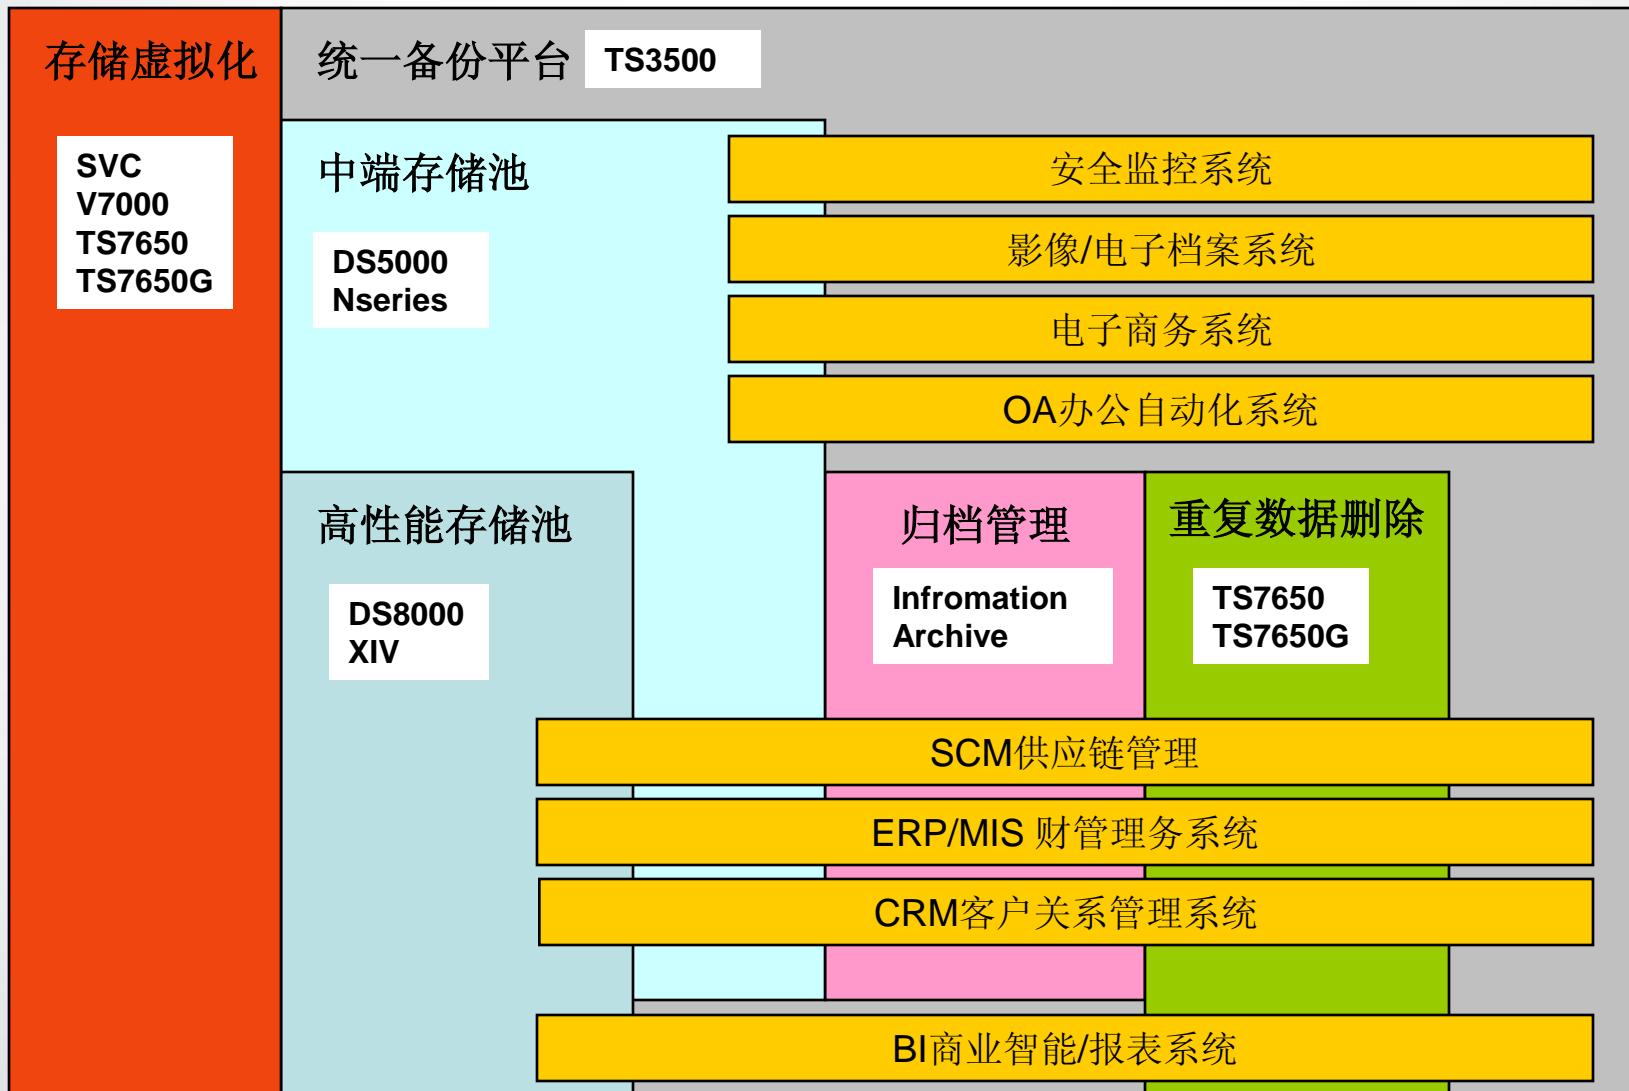 存储虚拟化
统一备份平台
TS3500
SVC
V7000
TS7650
TS7650G
中端存储池
DS5000
Nseries
安全监控系统
影像/电子档案系统
电子商务系统
OA办公自动化系统
高性能存储池
DS8000
XIV
归档管理
Infromation
Archive
重复数据删除
TS7650
TS7650G
SCM供应链管理
ERP/MIS 财管理务系统
CRM客户关系管理系统
BI商业智能/报表系统